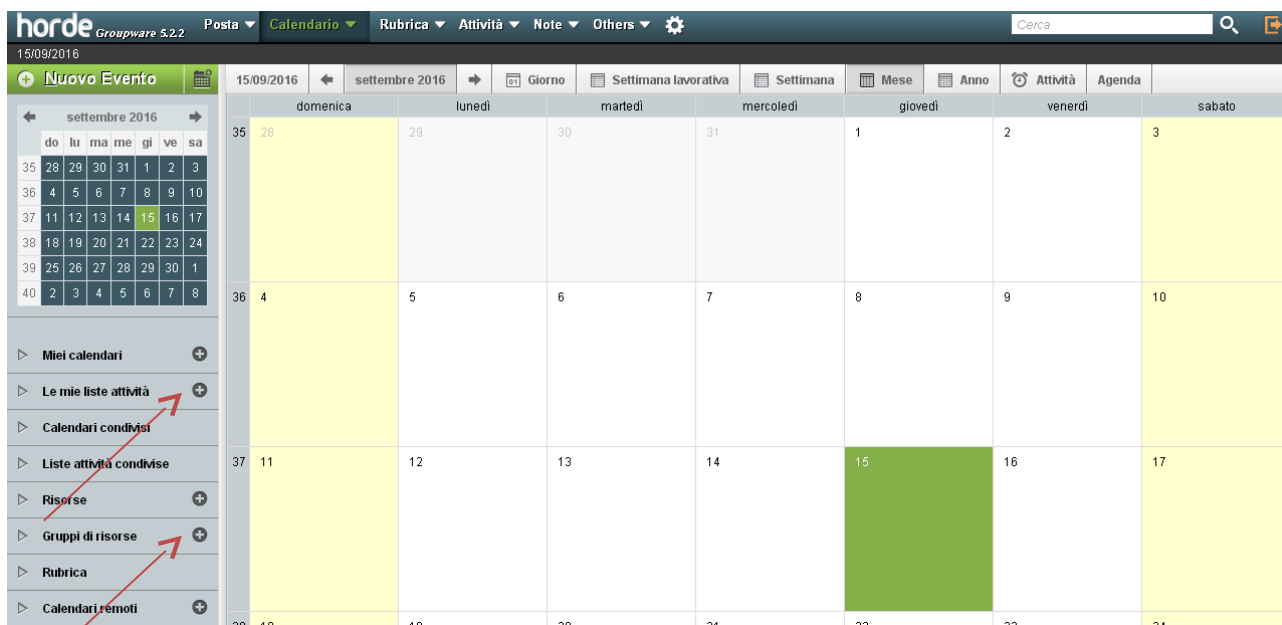 horde Groupware 5.2.2 Posta Calendario Rubrica Attività Note Others Cerca
15/09/2016
Nuovo Evento
15/09/2016 settembre 2016 01 Giorno Settimana lavorativa Settimana Mese Anno Attività Agenda
domenica lunedì martedì mercoledì giovedì venerdì sabato
settembre 2016
do lu ma me gi ve sa
35 28 29 30 31 1 2 3
36 4 5 6 7 8 9 10
37 11 12 13 14 15 16 17
38 18 19 20 21 22 23 24
39 25 26 27 28 29 30 1
40 2 3 4 5 6 7 8
Miei calendari
Le mie liste attività
Calendari condivisi
Liste attività condivise
Risorse
Gruppi di risorse
Rubrica
Calendari remoti
35 28 29 30 31 1 2 3
36 4 5 6 7 8 9 10
37 11 12 13 14 15 16 17